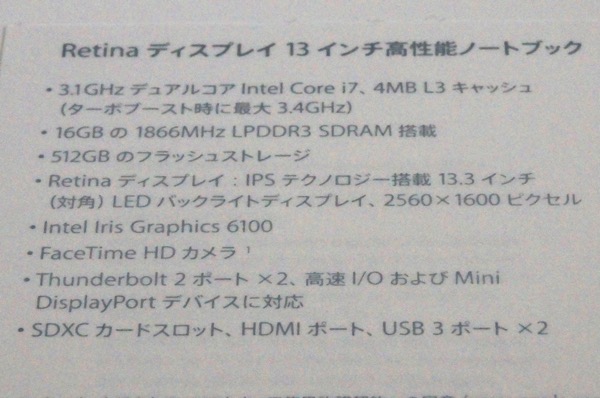 Retina ディスプレイ 13 インチ高性能ノートブック
・3.1GHz デュアルコア Intel Core i7、4MB L3 キャッシュ
(ターボブースト時に最大 3.4GHz)
・16GB の 1866MHz LPDDR3 SDRAM 搭載
・512GB のフラッシュストレージ
・Retina ディスプレイ : IPS テクノロジー搭載 13.3 インチ
(対角) LED バックライトディスプレイ、2560×1600 ピクセル
・Intel Iris Graphics 6100
・FaceTime HD カメラ ¹
・Thunderbolt 2 ポート ×2、高速 I/O および Mini
DisplayPort デバイスに対応
・SDXC カードスロット、HDMI ポート、USB 3 ポート ×2